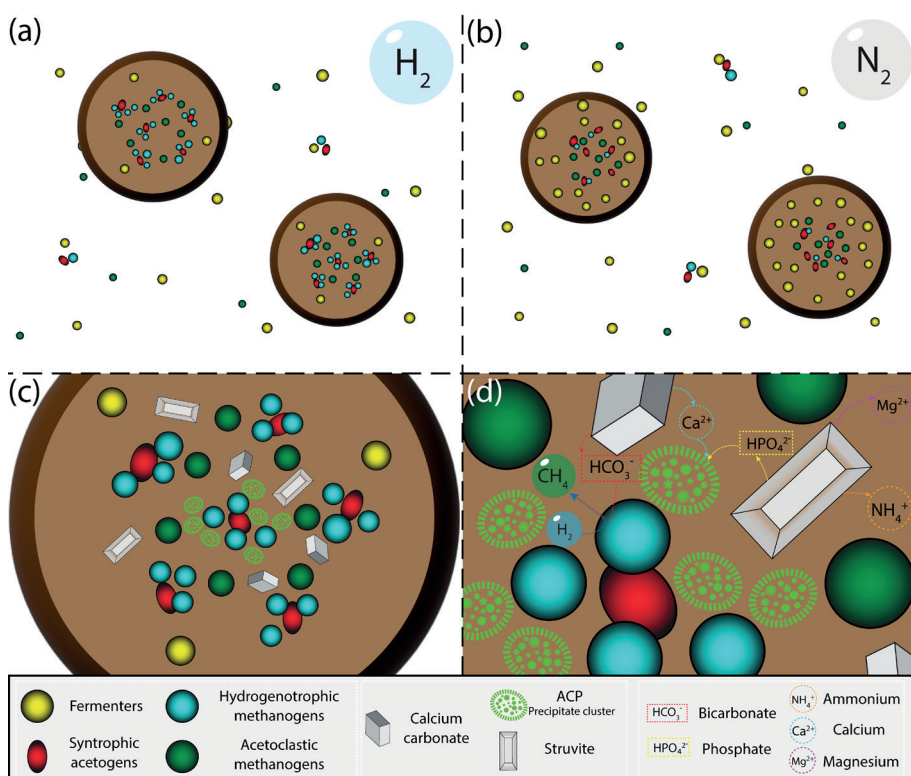 (a)
H₂
(b)
N₂
(c)
(d)
Ca²⁺
Mg²⁺
HPO₄²⁻
HCO₃⁻
CH₄
H₂
NH₄⁺
Fermenters
Syntrophic
acetogens
Hydrogenotrophic
methanogens
Acetoclastic
methanogens
Calcium
carbonate
ACP
Precipitate cluster
Struvite
HCO₃⁻ Bicarbonate
HPO₄²⁻ Phosphate
NH₄⁺ Ammonium
Ca²⁺ Calcium
Mg²⁺ Magnesium